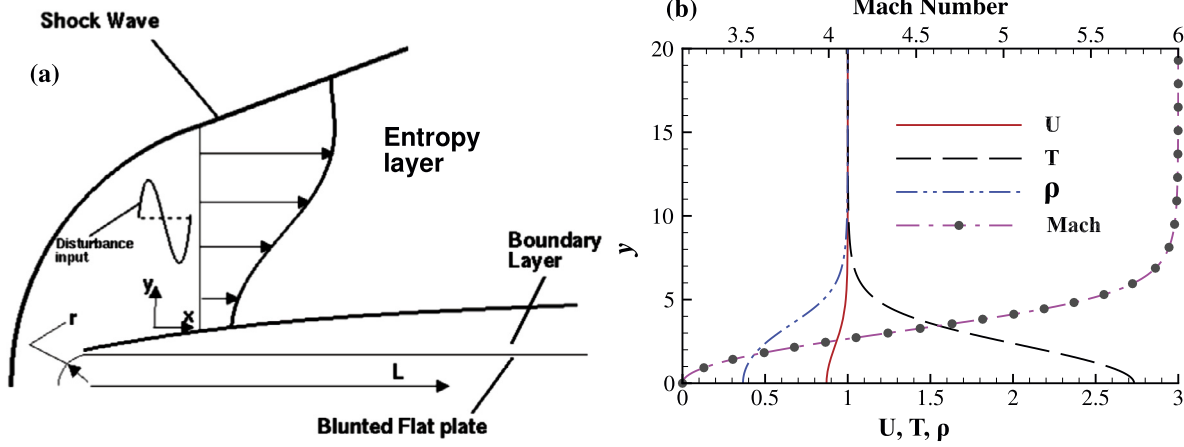 (a)
Shock Wave
Entropy
layer
Disturbance
input
Boundary
Layer
y
x
r
L
Blunted Flat plate
(b)
Mach Number
3.5 4 4.5 5 5.5 6
20
15
10
5
0
y
U
T
ρ
Mach
0 0.5 1 1.5 2 2.5 3
U, T, ρ